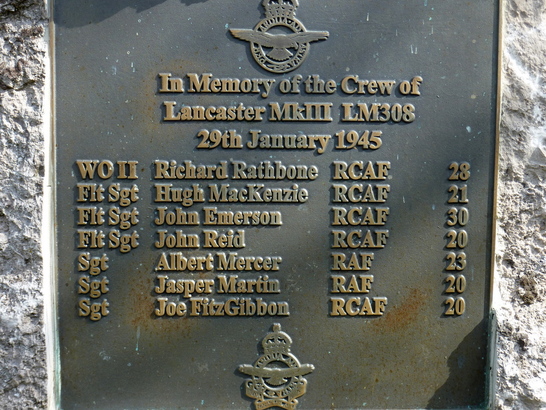 In Memory of the Crew of
Lancaster MkIII LM308
29th January 1945
WO II Richard Rathbone RCAF 28
Flt Sgt Hugh MacKenzie RCAF 21
Flt Sgt John Emerson RCAF 30
Flt Sgt John Reid RCAF 20
Sgt Albert Mercer RAF 23
Sgt Jasper Martin RAF 20
Sgt Joe FitzGibbon RCAF 20